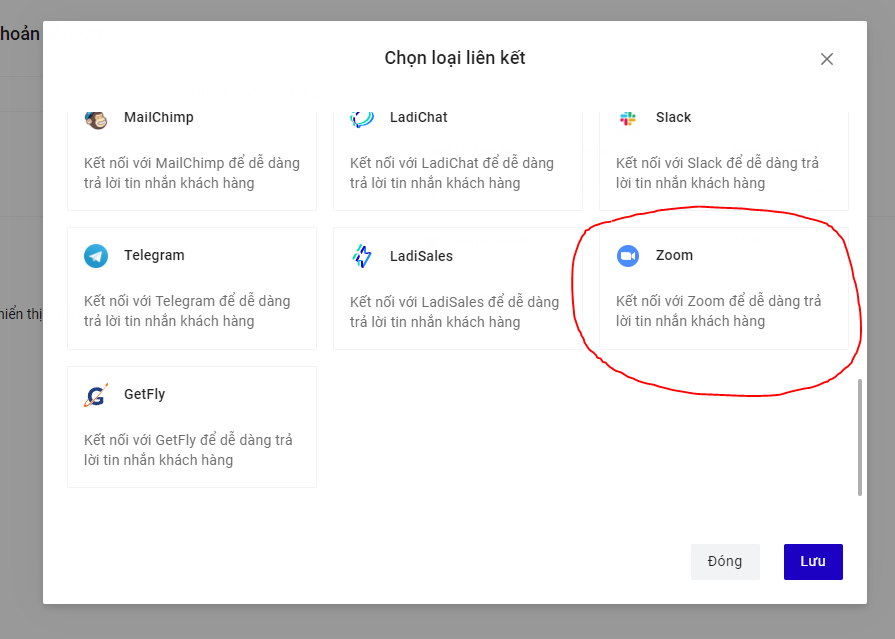 hoản
Chọn loại liên kết
MailChimp
Kết nối với MailChimp để dễ dàng
trả lời tin nhắn khách hàng
LadiChat
Kết nối với LadiChat để dễ dàng
trả lời tin nhắn khách hàng
Slack
Kết nối với Slack để dễ dàng trả
lời tin nhắn khách hàng
Telegram
Kết nối với Telegram để dễ dàng
trả lời tin nhắn khách hàng
LadiSales
Kết nối với LadiSales để dễ dàng
trả lời tin nhắn khách hàng
Zoom
Kết nối với Zoom để dễ dàng trả
lời tin nhắn khách hàng
hiển thị
GetFly
Kết nối với GetFly để dễ dàng trả
lời tin nhắn khách hàng
Đóng
Lưu